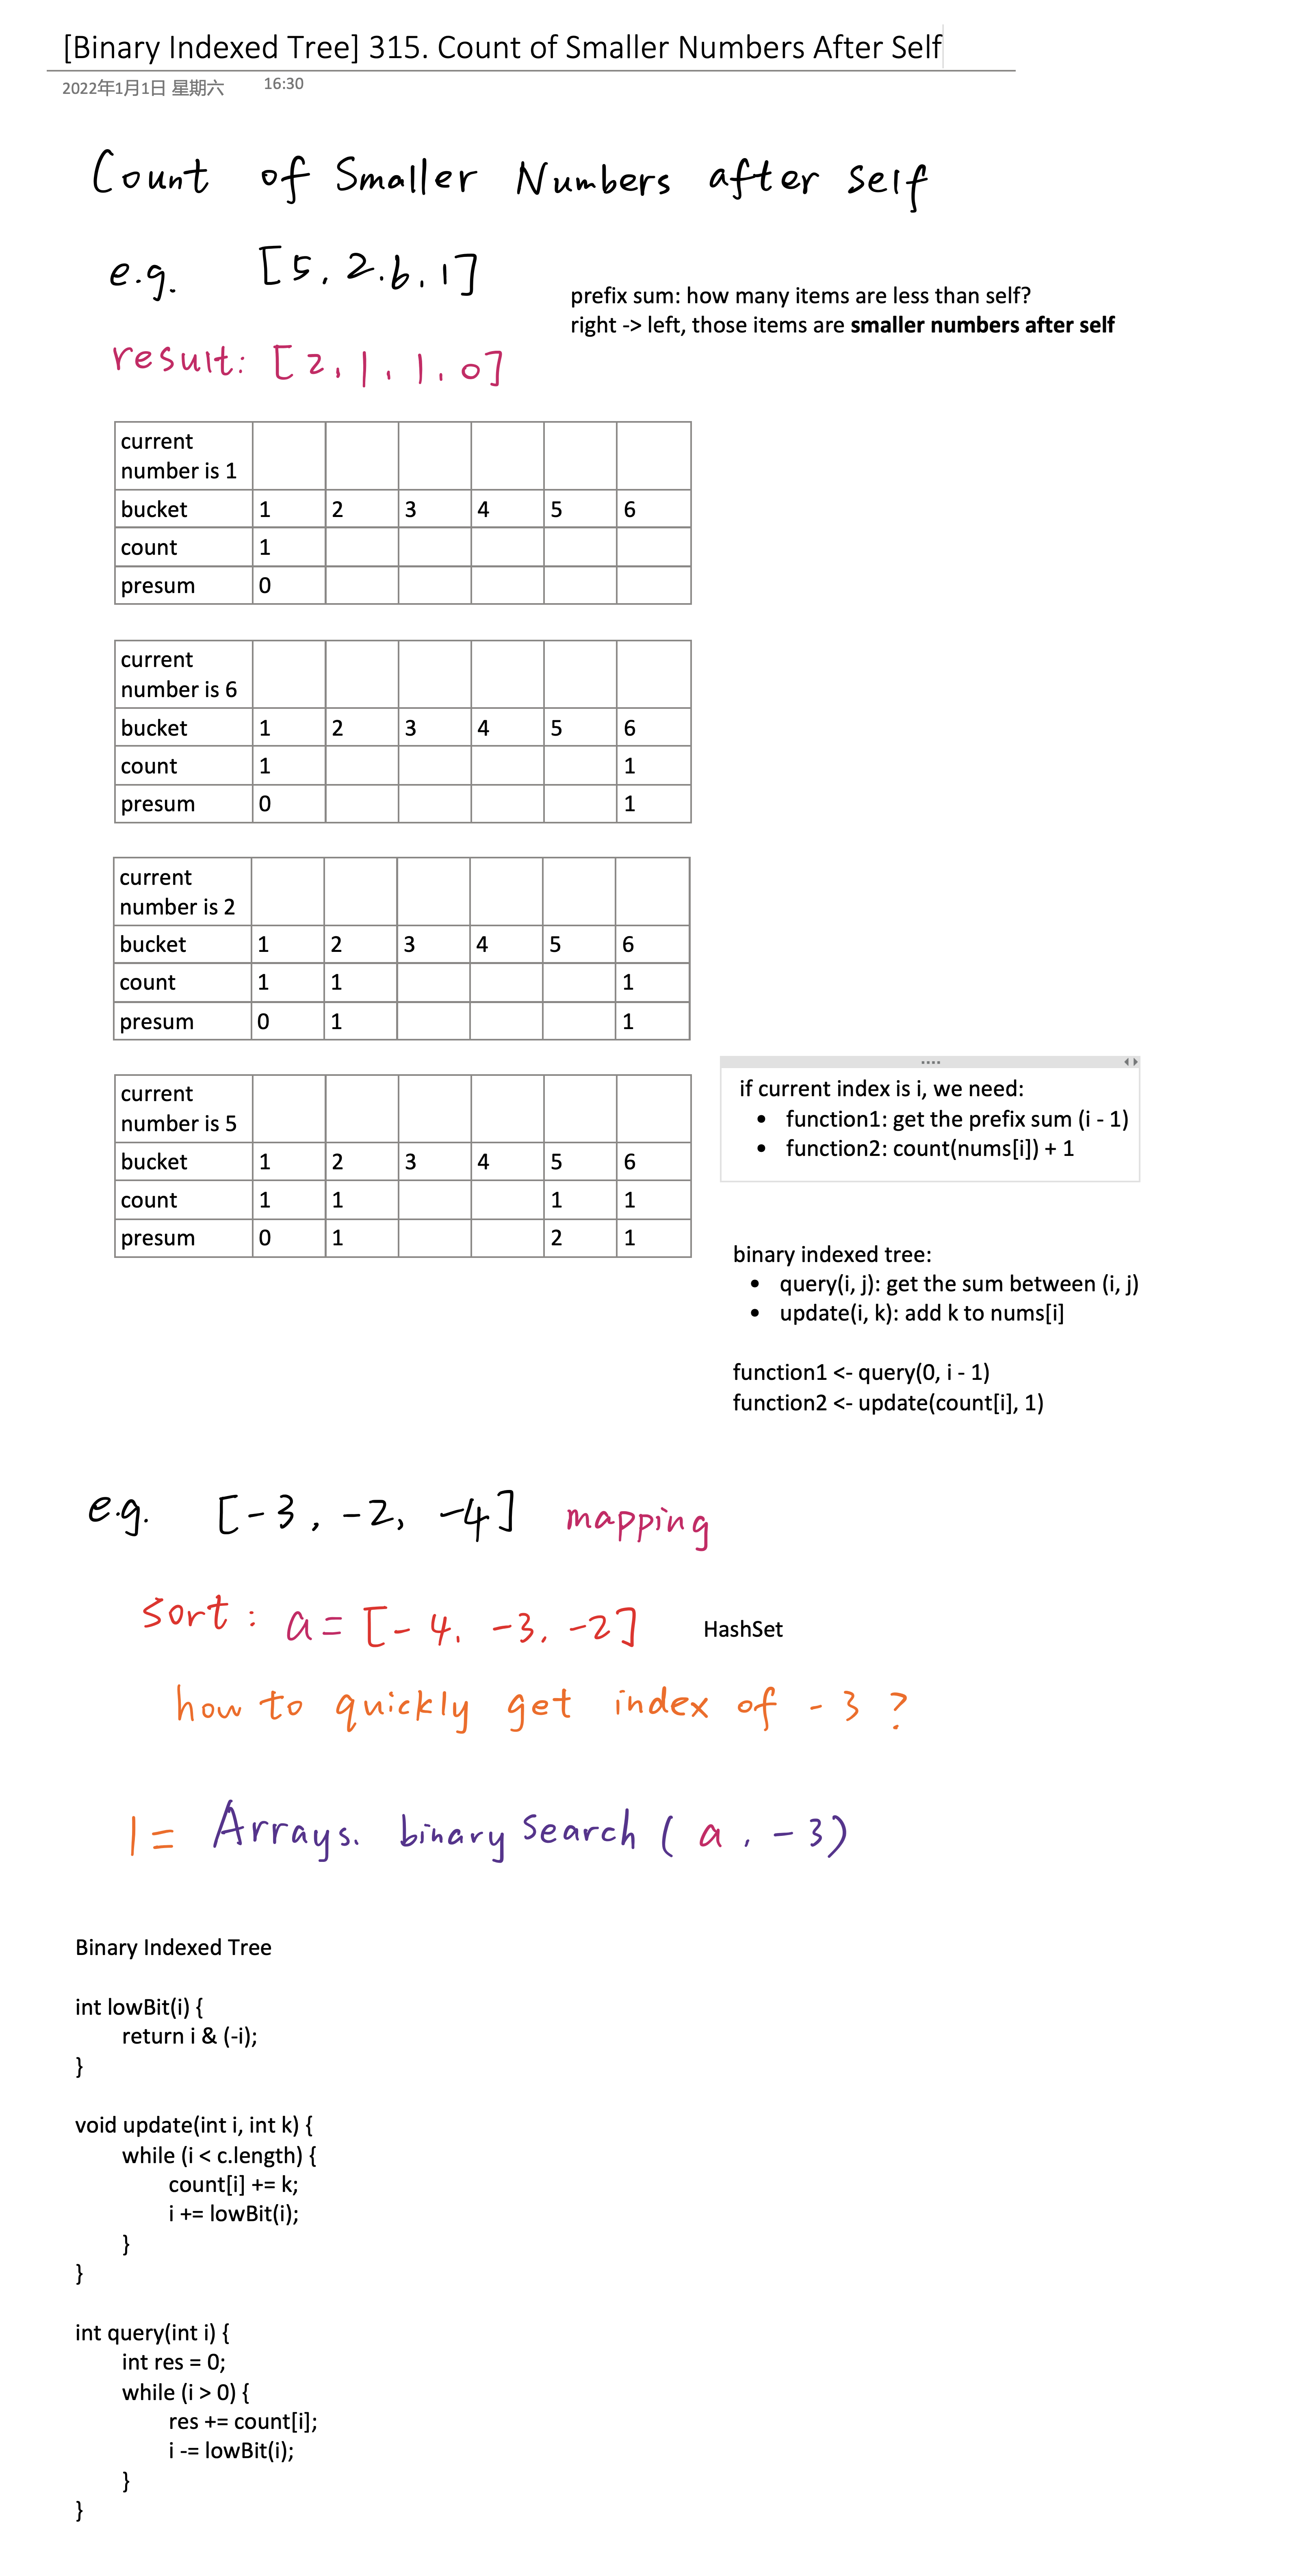 [Binary Indexed Tree] 315. Count of Smaller Numbers After Self
2022年1月1日 星期六 16:30
Count of Smaller Numbers after self
e.g. [5, 2.6, 1]
prefix sum: how many items are less than self?
right -> left, those items are smaller numbers after self
result: [2, 1, 1, 0]
current
number is 1
bucket 1 2 3 4 5 6
count 1
presum 0
current
number is 6
bucket 1 2 3 4 5 6
count 1 1
presum 0 1
current
number is 2
bucket 1 2 3 4 5 6
count 1 1 1
presum 0 1 1
current
number is 5
bucket 1 2 3 4 5 6
count 1 1 1 1
presum 0 1 2 1
if current index is i, we need:
• function1: get the prefix sum (i - 1)
• function2: count(nums[i]) + 1
binary indexed tree:
• query(i, j): get the sum between (i, j)
• update(i, k): add k to nums[i]
function1 <- query(0, i - 1)
function2 <- update(count[i], 1)
e.g. [-3, -2, -4] mapping
sort: a= [-4, -3, -2] HashSet
how to quickly get index of -3 ?
1= Arrays. binary search ( a, -3)
Binary Indexed Tree
int lowBit(i) {
return i & (-i);
}
void update(int i, int k) {
while (i < c.length) {
count[i] += k;
i += lowBit(i);
}
}
int query(int i) {
int res = 0;
while (i > 0) {
res += count[i];
i -= lowBit(i);
}
}